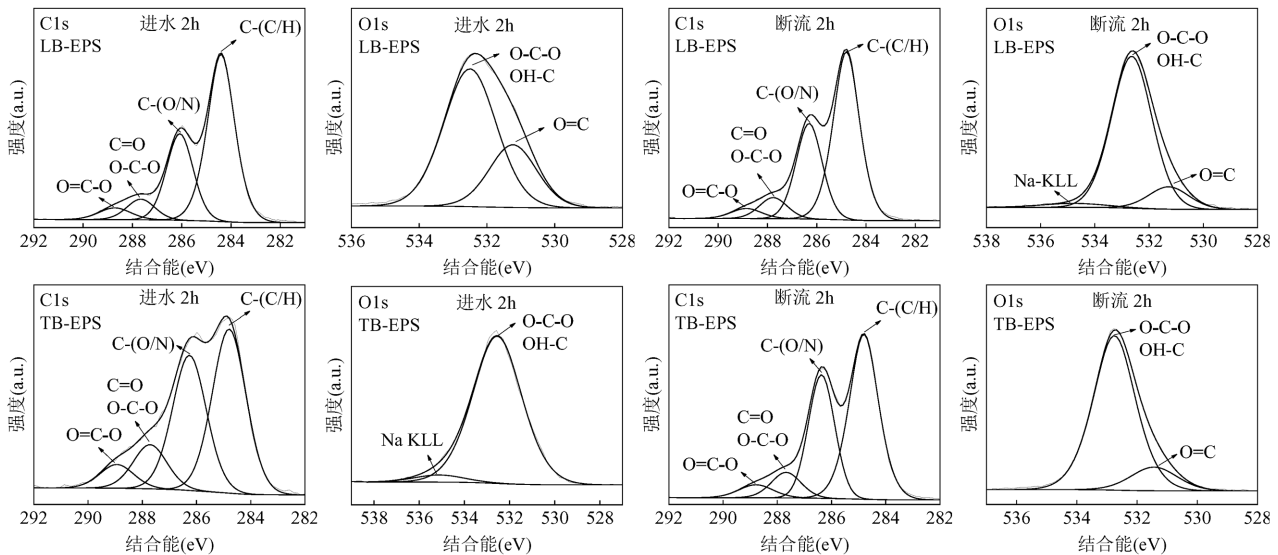 C1s 进水 2h
LB-EPS
C-(C/H)
C-(O/N)
C=O
O-C-O
O=C-O
强度(a.u.)
292 290 288 286 284 282
结合能(eV)
O1s 进水 2h
LB-EPS
O-C-O
OH-C
O=C
强度(a.u.)
536 534 532 530 528
结合能(eV)
C1s 断流 2h
LB-EPS
C-(C/H)
C-(O/N)
C=O
O-C-O
O=C-O
强度(a.u.)
292 290 288 286 284 282
结合能(eV)
O1s 断流 2h
LB-EPS
O-C-O
OH-C
Na-KLL
O=C
强度(a.u.)
538 536 534 532 530 528
结合能(eV)
C1s 进水 2h
TB-EPS
C-(C/H)
C-(O/N)
C=O
O-C-O
O=C-O
强度(a.u.)
292 290 288 286 284 282
结合能(eV)
O1s 进水 2h
TB-EPS
O-C-O
OH-C
Na KLL
强度(a.u.)
538 536 534 532 530 528
结合能(eV)
C1s 断流 2h
TB-EPS
C-(C/H)
C-(O/N)
C=O
O-C-O
O=C-O
强度(a.u.)
292 290 288 286 284 282
结合能(eV)
O1s 断流 2h
TB-EPS
O-C-O
OH-C
O=C
强度(a.u.)
536 534 532 530 528
结合能(eV)